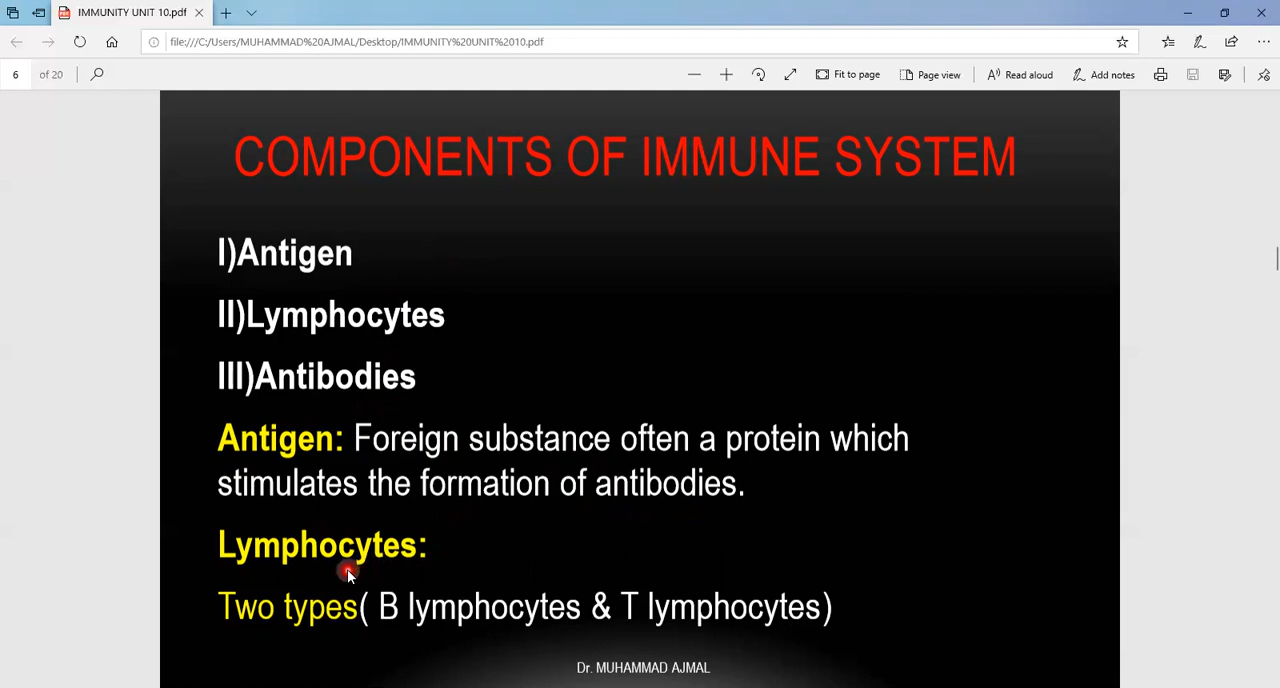 IMMUNITY UNIT 10.pdf
file:///C:/Users/MUHAMMAD%20AJMAL/Desktop/IMMUNITY%20UNIT%2010.pdf
6 of 20 Fit to page Page view Read aloud Add notes
COMPONENTS OF IMMUNE SYSTEM
I)Antigen
II)Lymphocytes
III)Antibodies
Antigen: Foreign substance often a protein which
stimulates the formation of antibodies.
Lymphocytes:
Two types( B lymphocytes & T lymphocytes)
Dr. MUHAMMAD AJMAL